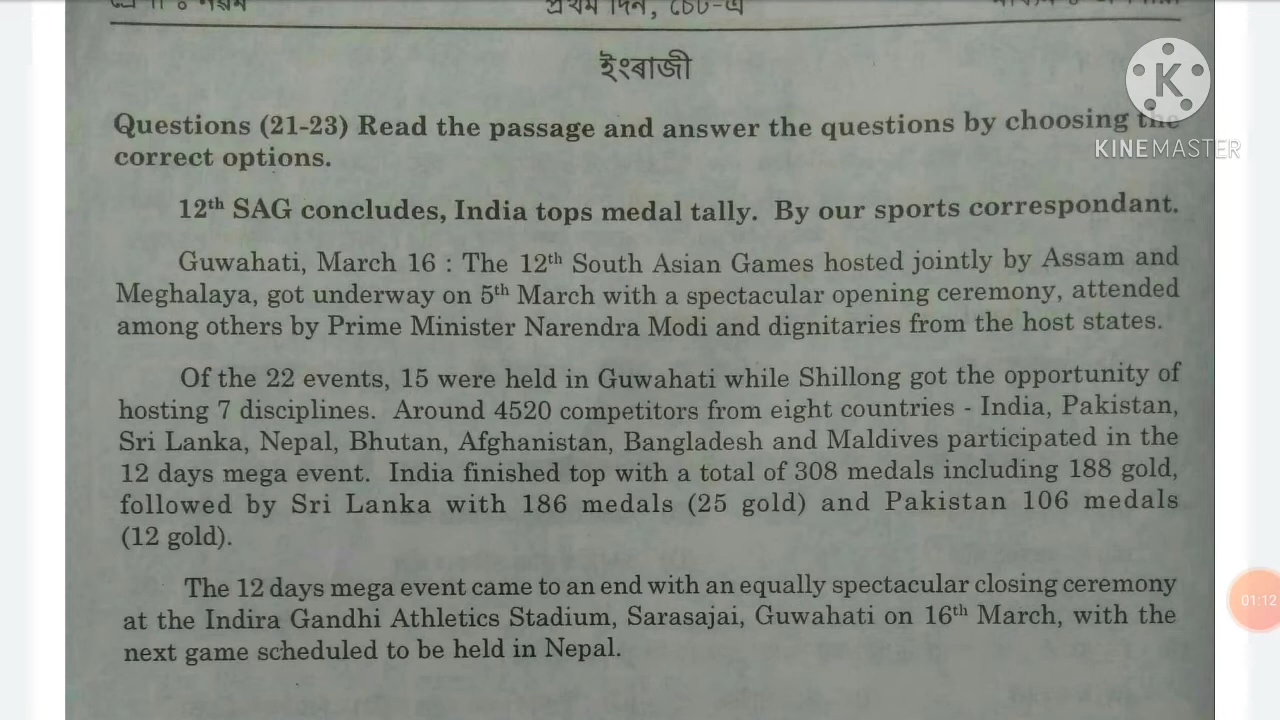 ইংৰাজী
K
KINEMASTER
Questions (21-23) Read the passage and answer the questions by choosing the
correct options.
12th SAG concludes, India tops medal tally. By our sports correspondant.
Guwahati, March 16 : The 12th South Asian Games hosted jointly by Assam and
Meghalaya, got underway on 5th March with a spectacular opening ceremony, attended
among others by Prime Minister Narendra Modi and dignitaries from the host states.
Of the 22 events, 15 were held in Guwahati while Shillong got the opportunity of
hosting 7 disciplines. Around 4520 competitors from eight countries - India, Pakistan,
Sri Lanka, Nepal, Bhutan, Afghanistan, Bangladesh and Maldives participated in the
12 days mega event. India finished top with a total of 308 medals including 188 gold,
followed by Sri Lanka with 186 medals (25 gold) and Pakistan 106 medals
(12 gold).
The 12 days mega event came to an end with an equally spectacular closing ceremony
at the Indira Gandhi Athletics Stadium, Sarasajai, Guwahati on 16th March, with the
next game scheduled to be held in Nepal.
01:12